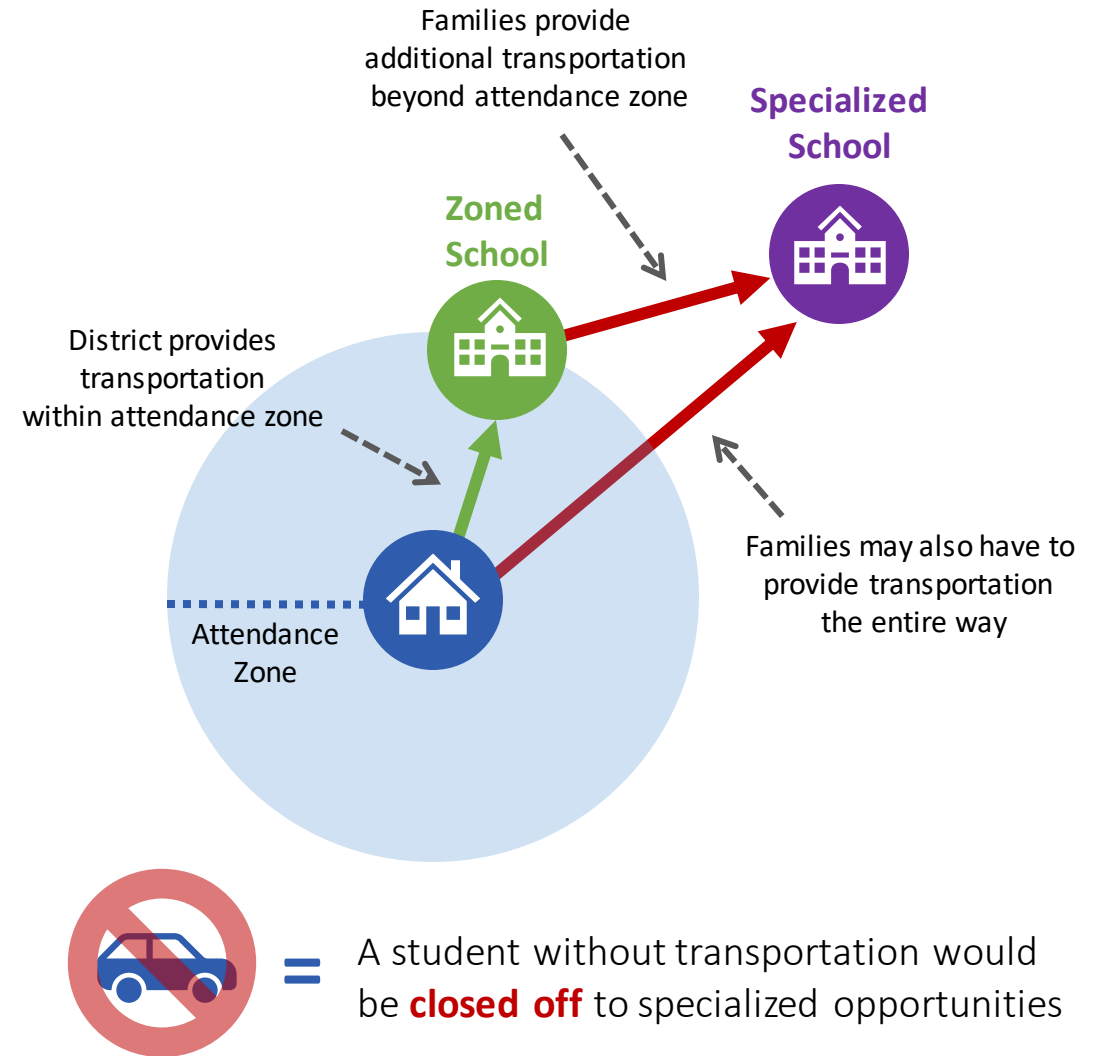 Families provide
additional transportation
beyond attendance zone
Specialized
School
Zoned
School
District provides
transportation
within attendance zone
Families may also have to
provide transportation
the entire way
Attendance
Zone
= A student without transportation would
be closed off to specialized opportunities